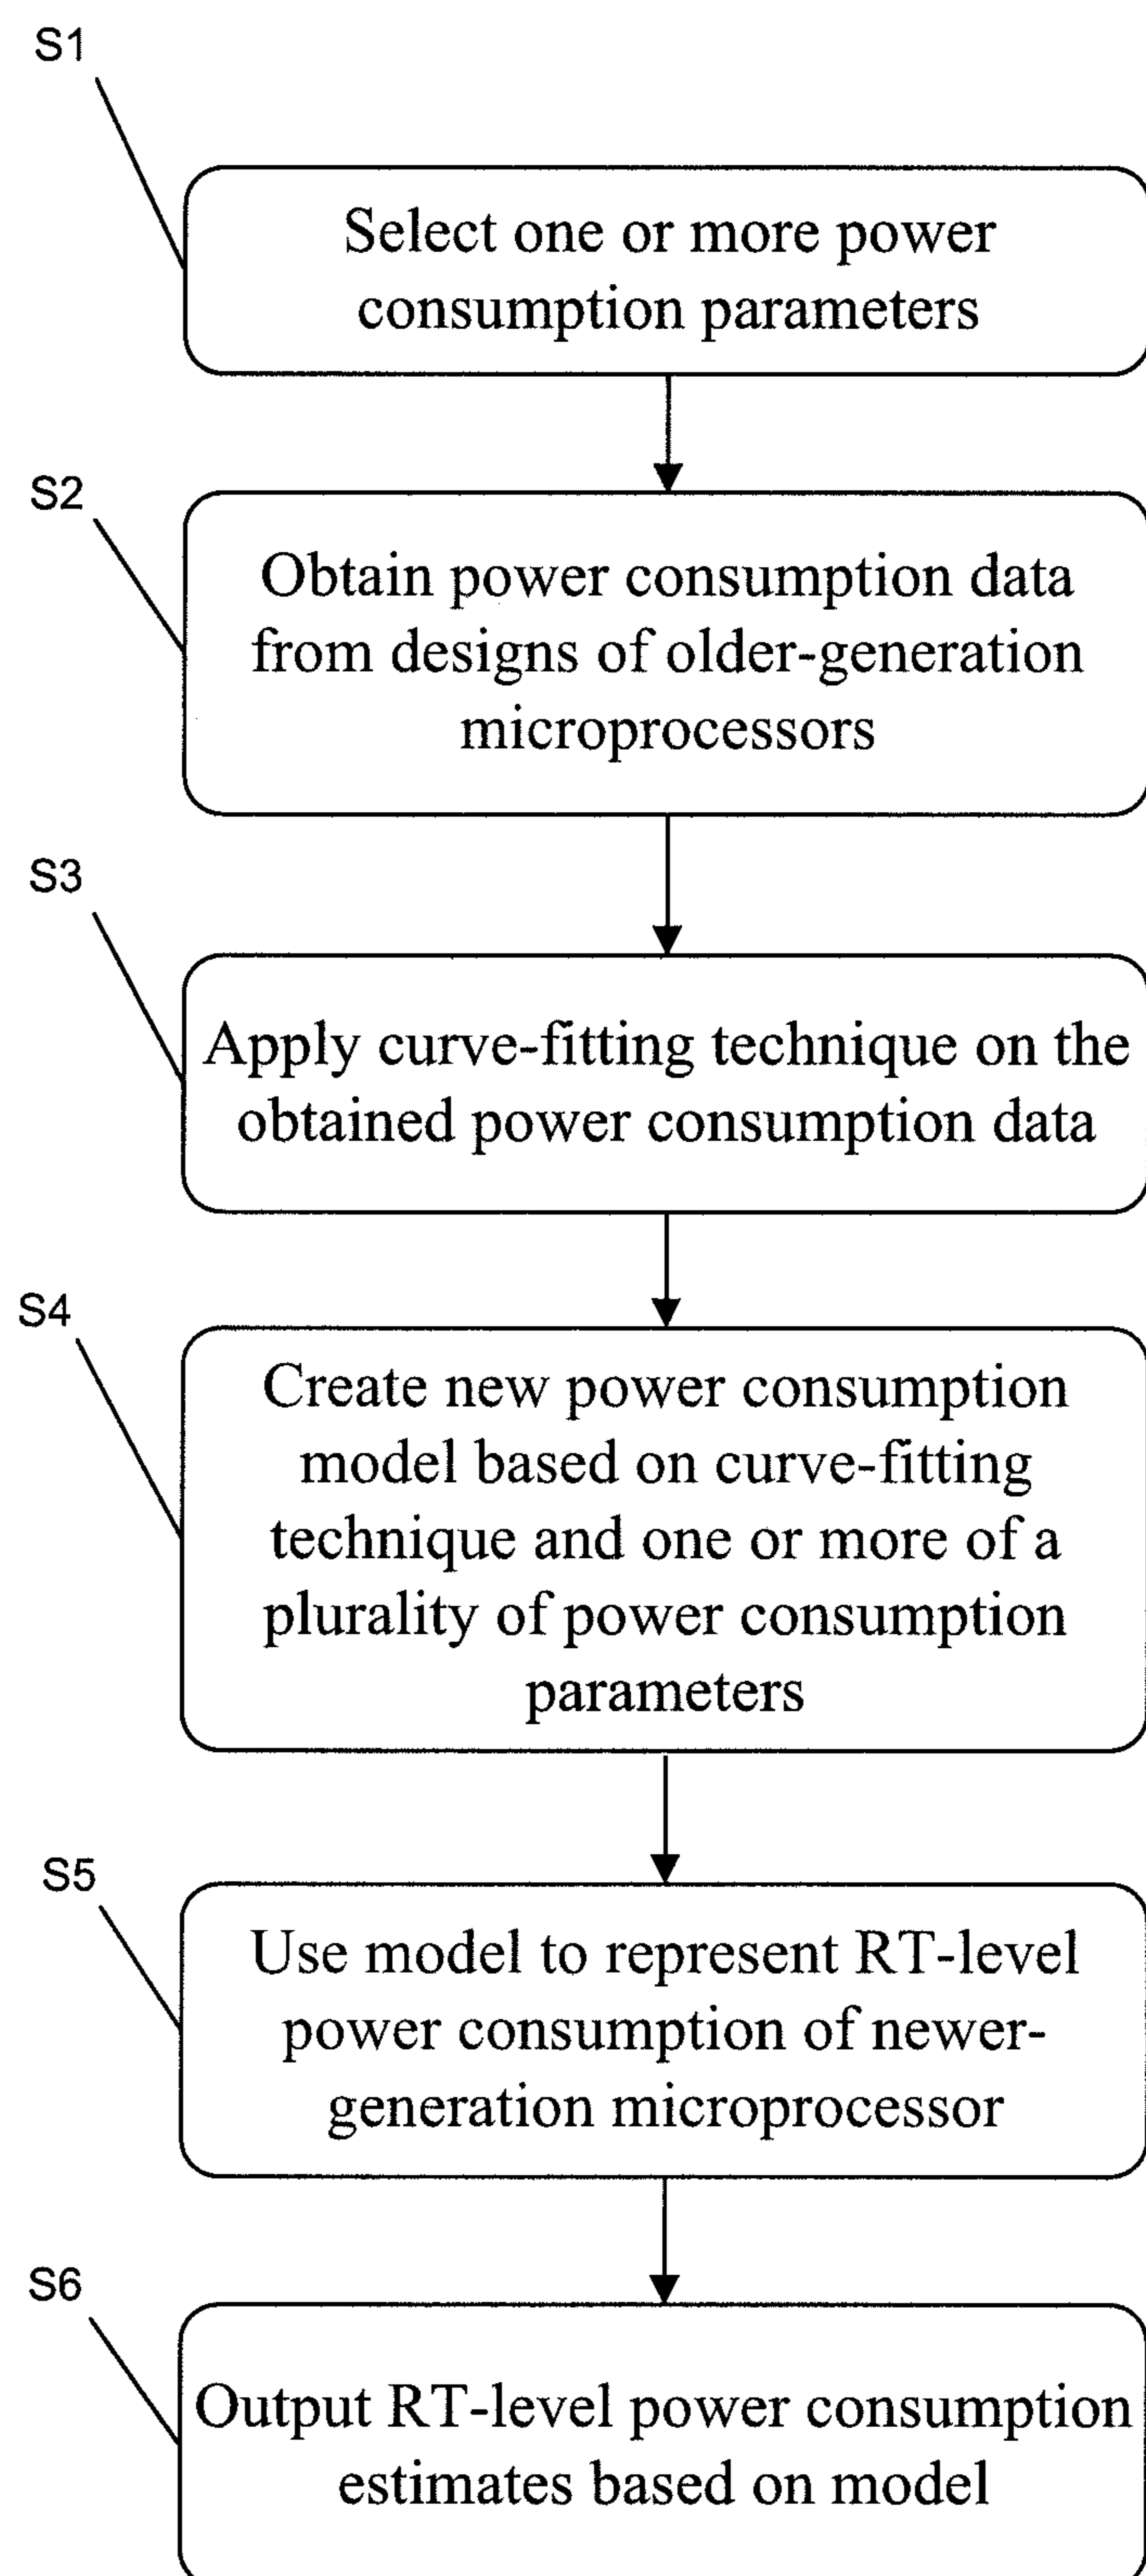 S1
Select one or more power
consumption parameters
S2
Obtain power consumption data
from designs of older-generation
microprocessors
S3
Apply curve-fitting technique on the
obtained power consumption data
S4
Create new power consumption
model based on curve-fitting
technique and one or more of a
plurality of power consumption
parameters
S5
Use model to represent RT-level
power consumption of newer-
generation microprocessor
S6
Output RT-level power consumption
estimates based on model